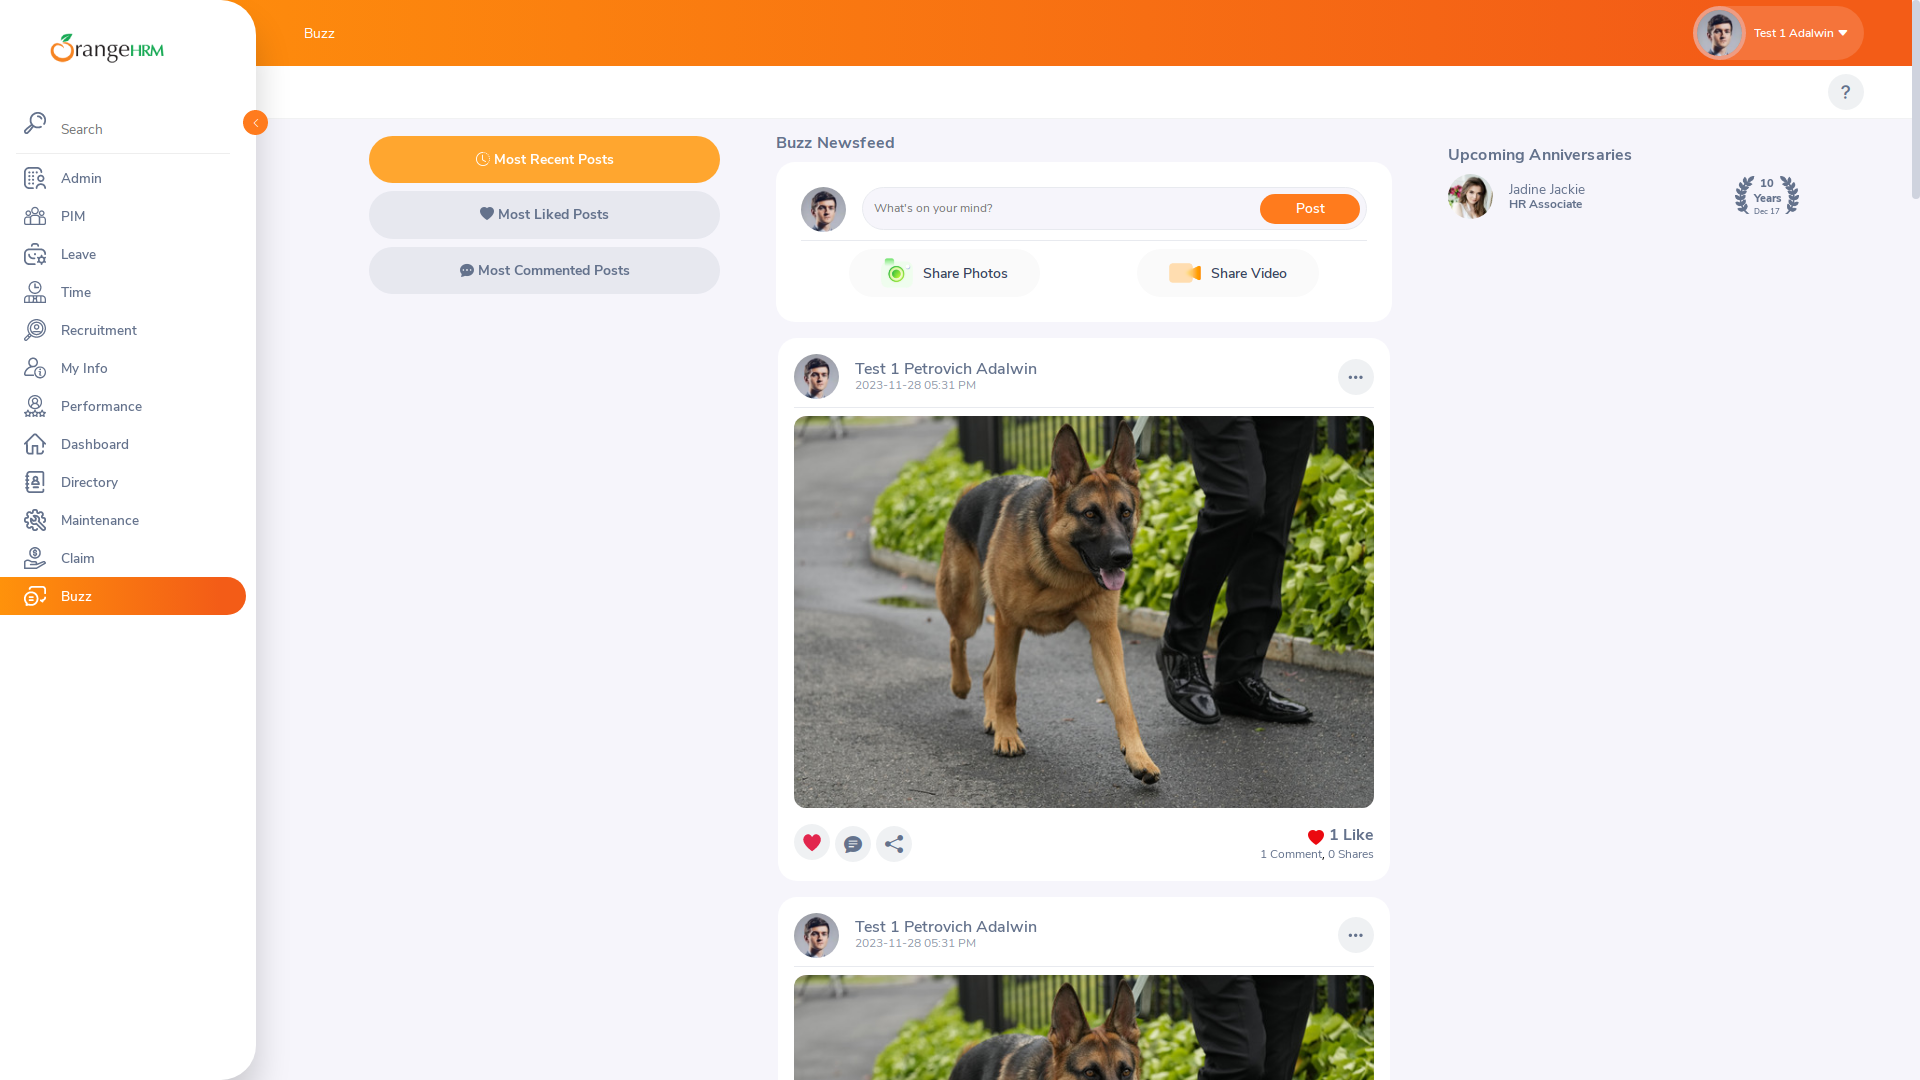 OrangeHRM
Search
Admin
PIM
Leave
Time
Recruitment
My Info
Performance
Dashboard
Directory
Maintenance
Claim
Buzz
Buzz
Test 1 Adalwin
?
Most Recent Posts
Most Liked Posts
Most Commented Posts
Buzz Newsfeed
What's on your mind?
Post
Share Photos
Share Video
Test 1 Petrovich Adalwin
2023-11-28 05:31 PM
1 Like
1 Comment, 0 Shares
Test 1 Petrovich Adalwin
2023-11-28 05:31 PM
Upcoming Anniversaries
Jadine Jackie
HR Associate
10
Years
Dec 17